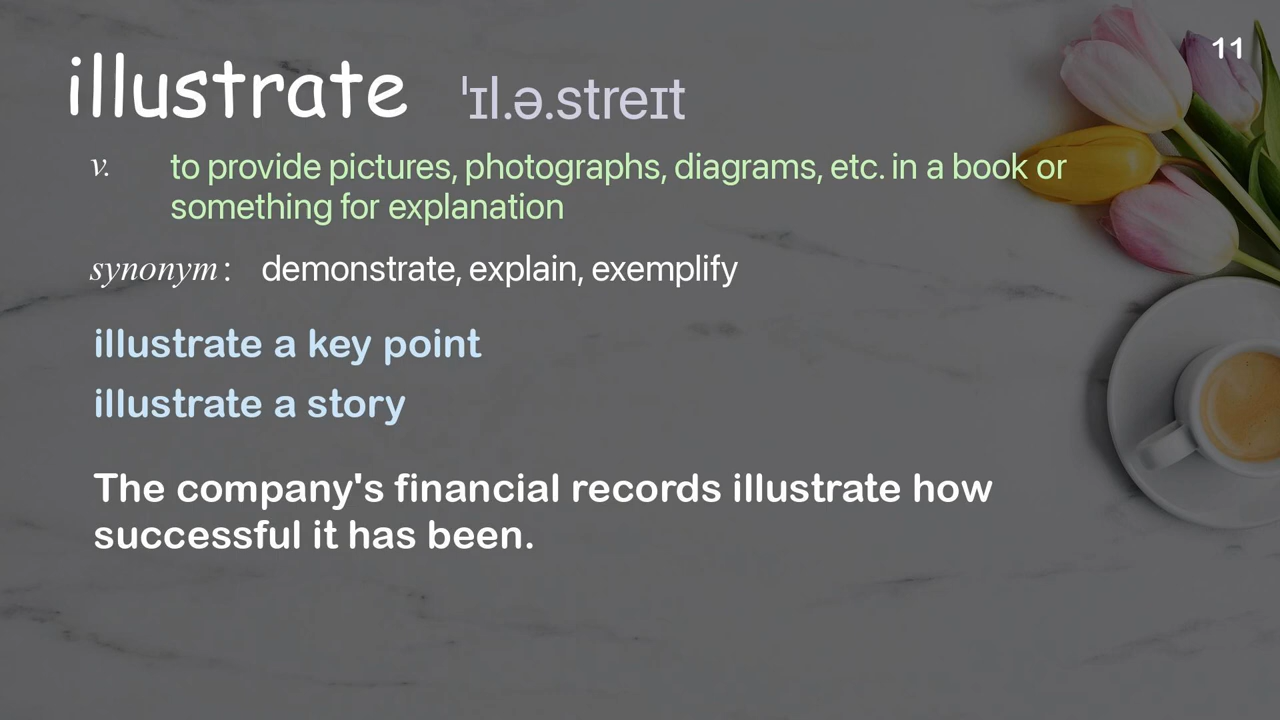 11
illustrate ˈɪl.ə.streɪt
v. to provide pictures, photographs, diagrams, etc. in a book or
something for explanation
synonym: demonstrate, explain, exemplify
illustrate a key point
illustrate a story
The company's financial records illustrate how
successful it has been.